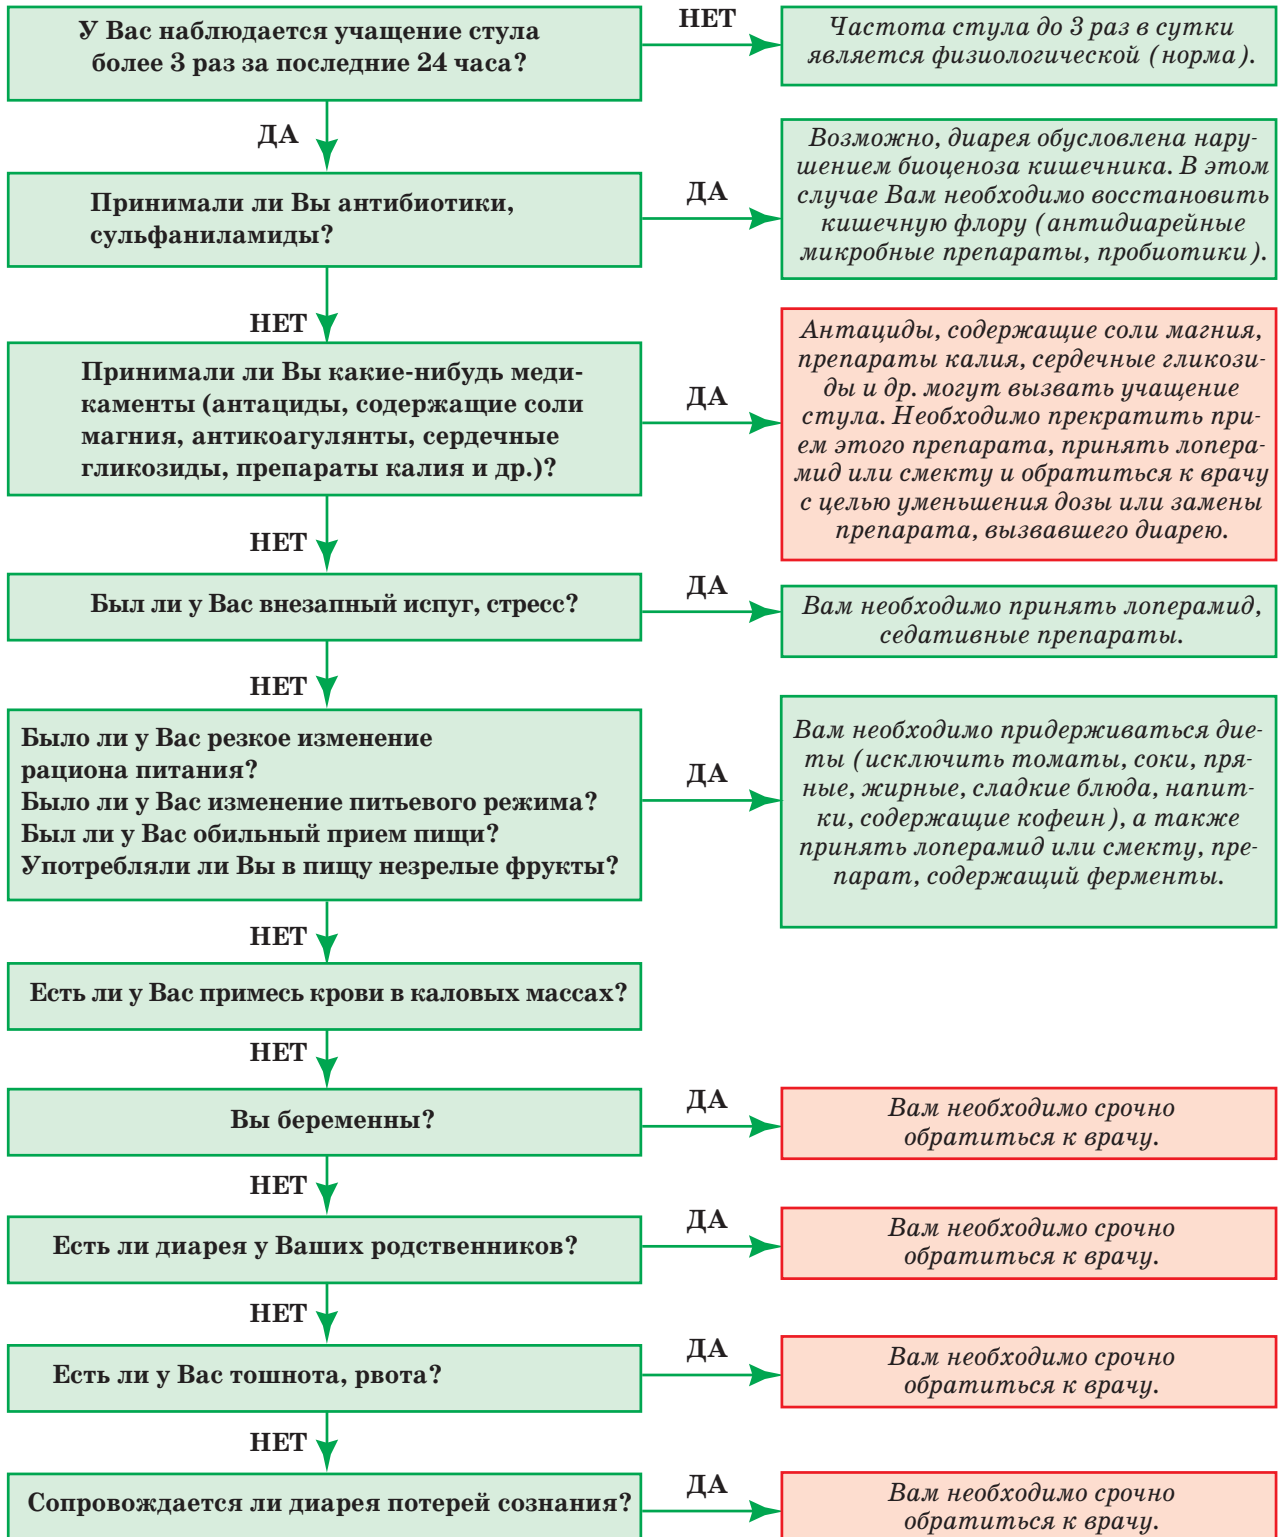 У Вас наблюдается учащение стула
более 3 раз за последние 24 часа?
НЕТ
Частота стула до 3 раз в сутки
является физиологической (норма).
ДА
Принимали ли Вы антибиотики,
сульфаниламиды?
ДА
Возможно, диарея обусловлена нару-
шением биоценоза кишечника. В этом
случае Вам необходимо восстановить
кишечную флору (антидиарейные
микробные препараты, пробиотики).
НЕТ
Принимали ли Вы какие-нибудь меди-
каменты (антациды, содержащие соли
магния, антикоагулянты, сердечные
гликозиды, препараты калия и др.)?
ДА
Антациды, содержащие соли магния,
препараты калия, сердечные гликози-
ды и др. могут вызвать учащение
стула. Необходимо прекратить при-
ем этого препарата, принять лопера-
мид или смекту и обратиться к врачу
с целью уменьшения дозы или замены
препарата, вызвавшего диарею.
НЕТ
Был ли у Вас внезапный испуг, стресс?
ДА
Вам необходимо принять лоперамид,
седативные препараты.
НЕТ
Было ли у Вас резкое изменение
рациона питания?
Было ли у Вас изменение питьевого режима?
Был ли у Вас обильный прием пищи?
Употребляли ли Вы в пищу незрелые фрукты?
ДА
Вам необходимо придерживаться дие-
ты (исключить томаты, соки, пря-
ные, жирные, сладкие блюда, напит-
ки, содержащие кофеин), а также
принять лоперамид или смекту, пре-
парат, содержащий ферменты.
НЕТ
Есть ли у Вас примесь крови в каловых массах?
НЕТ
Вы беременны?
ДА
Вам необходимо срочно
обратиться к врачу.
НЕТ
Есть ли диарея у Ваших родственников?
ДА
Вам необходимо срочно
обратиться к врачу.
НЕТ
Есть ли у Вас тошнота, рвота?
ДА
Вам необходимо срочно
обратиться к врачу.
НЕТ
Сопровождается ли диарея потерей сознания?
ДА
Вам необходимо срочно
обратиться к врачу.